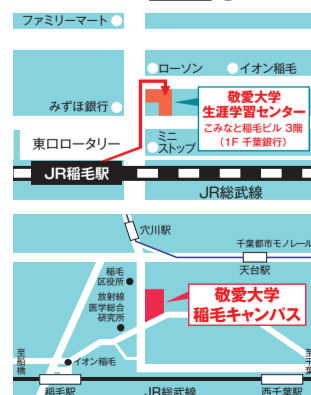 ファミリーマート
ローソン
イオン稲毛
みずほ銀行
敬愛大学
生涯学習センター
こみなと稲毛ビル 3階
(1F 千葉銀行)
東口ロータリー
ミニ
ストップ
JR稲毛駅
JR総武線
穴川駅
千葉都市モノレール
天台駅
稲毛
区役所
放射線
医学総合
研究所
敬愛大学
稲毛キャンパス
至船橋
イオン稲毛
至千葉
稲毛駅
JR総武線
西千葉駅